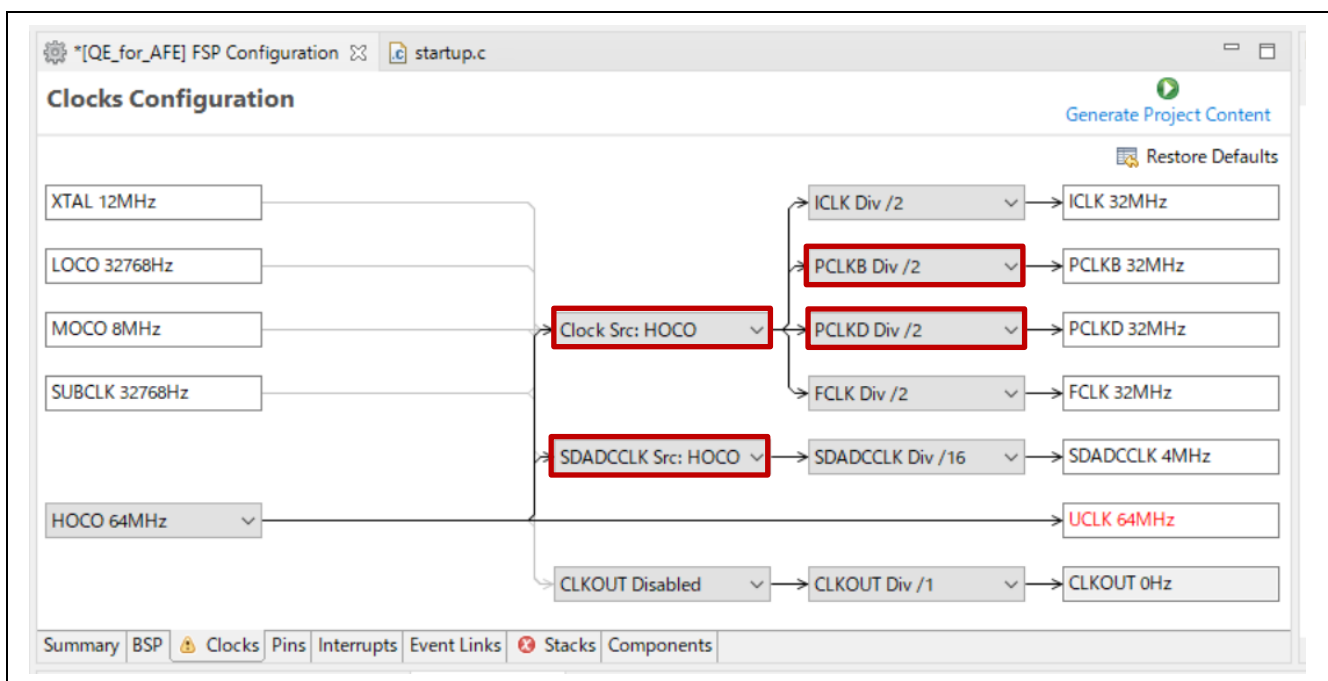 *[QE_for_AFE] FSP Configuration startup.c
Clocks Configuration
Generate Project Content
Restore Defaults
XTAL 12MHz ICLK Div /2 ICLK 32MHz
LOCO 32768Hz PCLKB Div /2 PCLKB 32MHz
MOCO 8MHz Clock Src: HOCO PCLKD Div /2 PCLKD 32MHz
SUBCLK 32768Hz FCLK Div /2 FCLK 32MHz
SDADCCLK Src: HOCO SDADCCLK Div /16 SDADCCLK 4MHz
HOCO 64MHz UCLK 64MHz
CLKOUT Disabled CLKOUT Div /1 CLKOUT 0Hz
Summary BSP Clocks Pins Interrupts Event Links Stacks Components